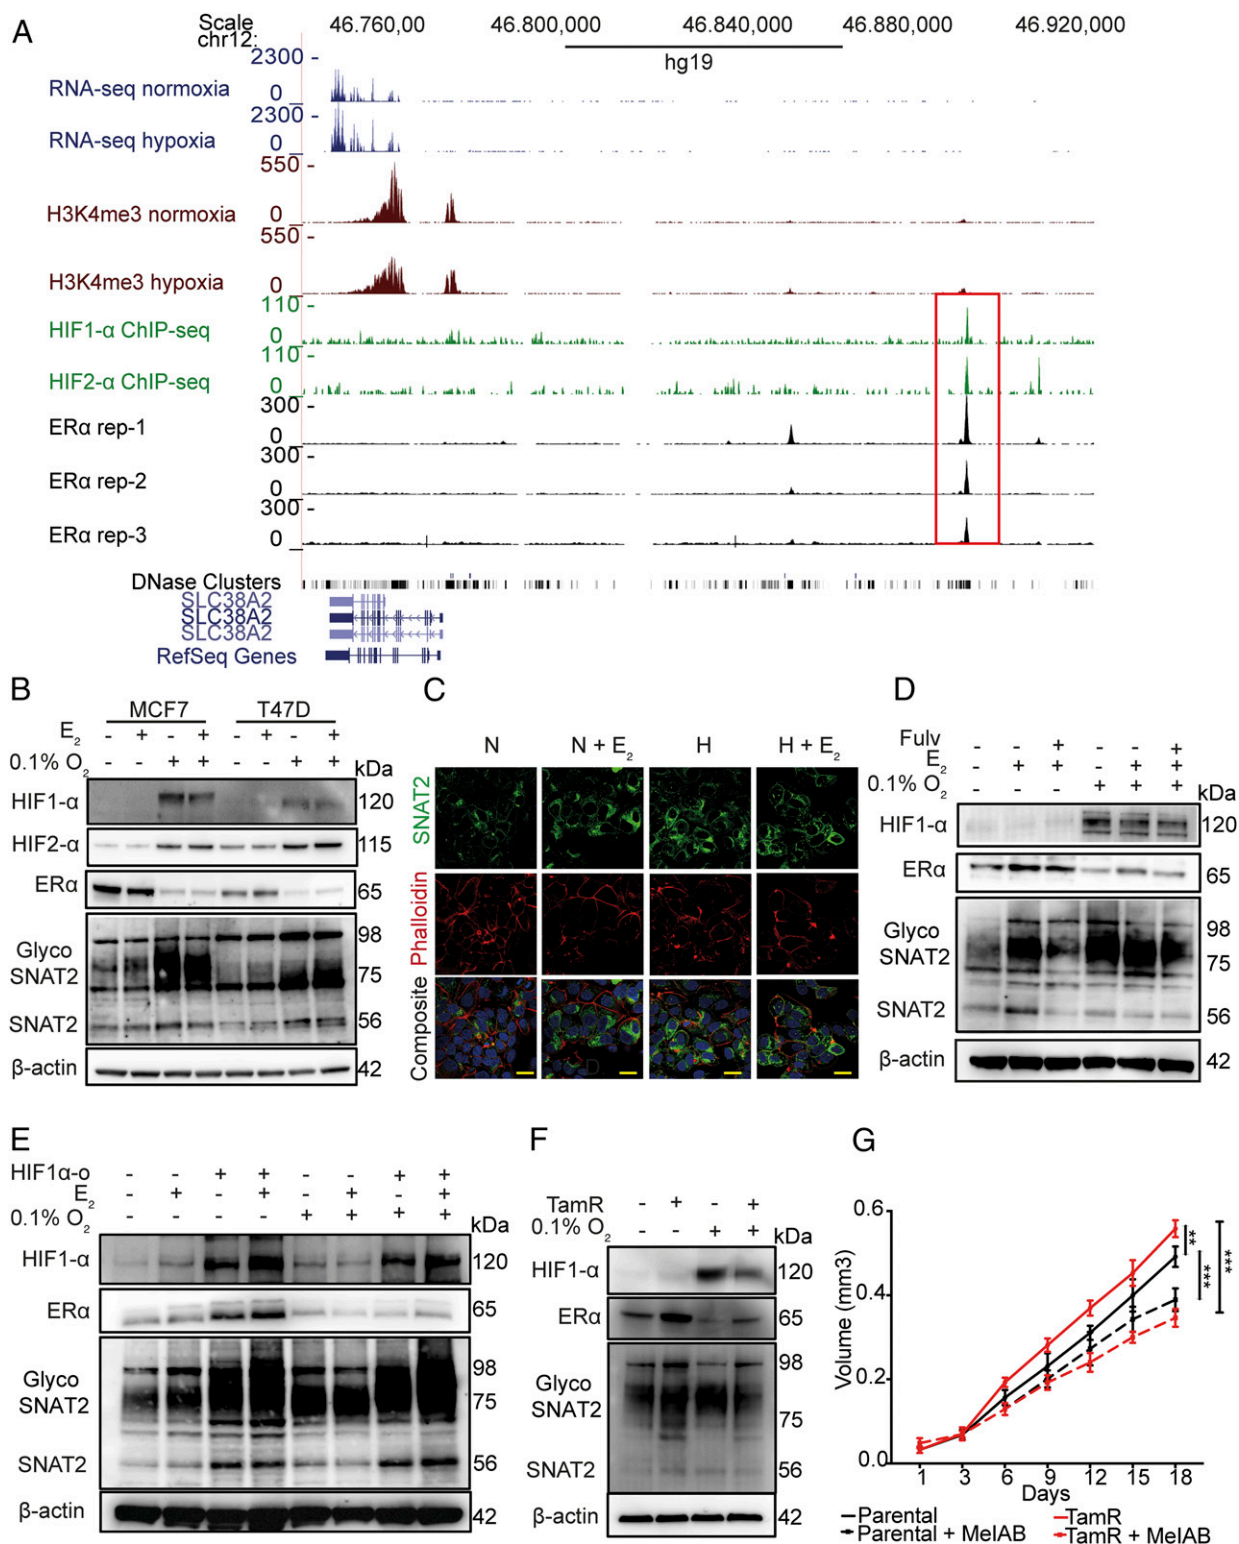 A
Scale 46.760,00 46.800,000 46.840,000 46.880,000 46.920,000
chr12:
hg19
2300 -
RNA-seq normoxia 0
2300 -
RNA-seq hypoxia 0
550 -
H3K4me3 normoxia 0
550 -
H3K4me3 hypoxia 0
110 -
HIF1-α ChIP-seq 0
110 -
HIF2-α ChIP-seq 0
300 -
ERα rep-1 0
300 -
ERα rep-2 0
300 -
ERα rep-3 0
DNase Clusters
SLC38A2
SLC38A2
SLC38A2
RefSeq Genes
B
MCF7 T47D
E2 - + - + - + - +
0.1% O2 - - + + - - + + kDa
HIF1-α 120
HIF2-α 115
ERα 65
Glyco SNAT2 98
75
SNAT2 56
β-actin 42
C
N N + E2 H H + E2
SNAT2
Phalloidin
Composite
D
Fulv - - + - - +
E2 - + + - + +
0.1% O2 - - - + + + kDa
HIF1-α 120
ERα 65
Glyco SNAT2 98
75
SNAT2 56
β-actin 42
E
HIF1α-o - - + + - - + +
E2 - + - + - + - +
0.1% O2 - - - - + + + + kDa
HIF1-α 120
ERα 65
Glyco SNAT2 98
75
SNAT2 56
β-actin 42
F
TamR - + - +
0.1% O2 - - + + kDa
HIF1-α 120
ERα 65
Glyco SNAT2 98
75
SNAT2 56
β-actin 42
G
Volume (mm3)
0.6
0.4
0.2
0.0
** *** ***
1 3 6 9 12 15 18
Days
Parental TamR
Parental + MeIAB TamR + MeIAB